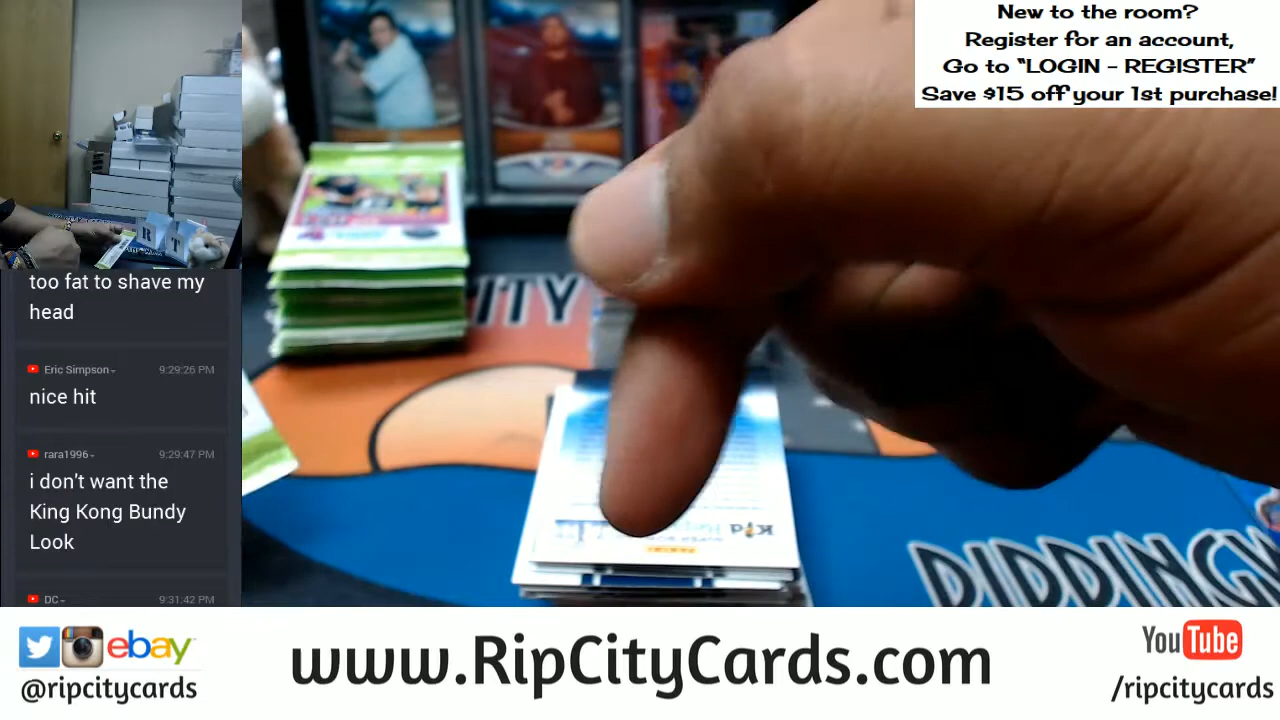 New to the room?
Register for an account,
Go to “LOGIN - REGISTER”
Save $15 off your 1st purchase!
R T
too fat to shave my
head
Eric Simpson
9:29:26 PM
nice hit
rara1996
9:29:47 PM
i don't want the
King Kong Bundy
Look
DC
9:31:42 PM
CITY
RIPPING
ebay
@ripcitycards
www.RipCityCards.com
YouTube
/ripcitycards